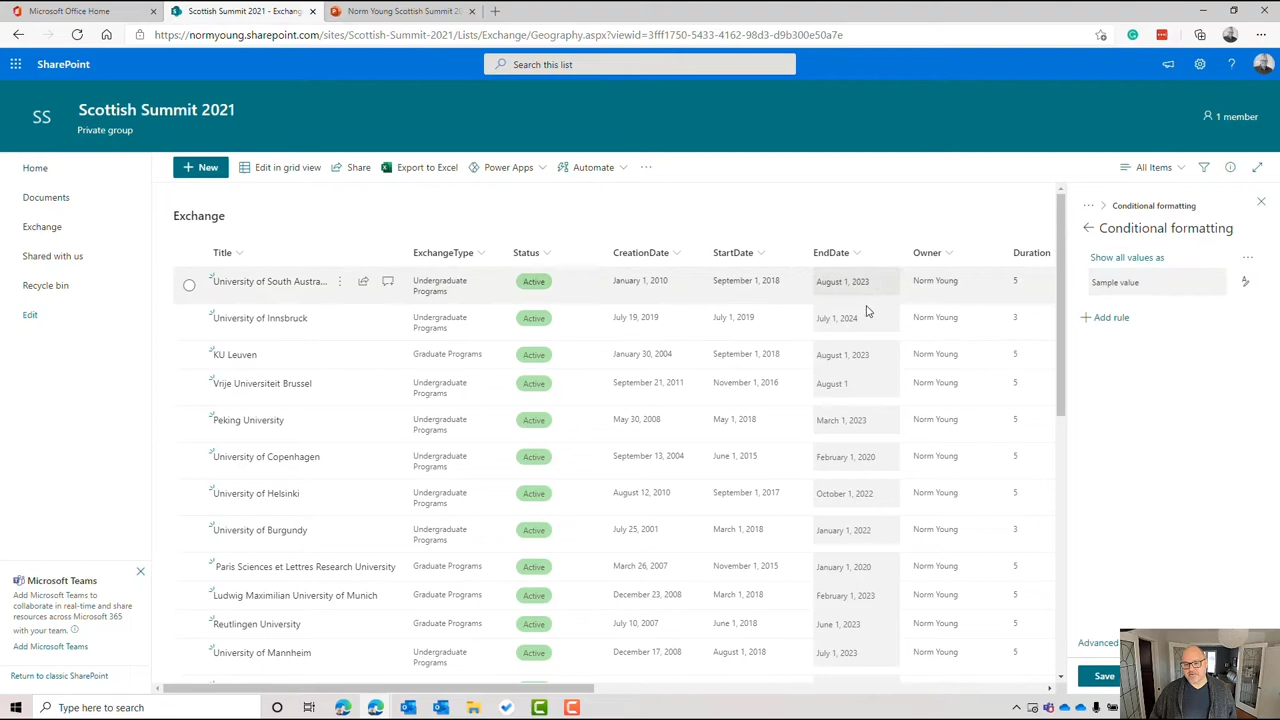 Microsoft Office Home
Scottish Summit 2021 - Exchang
Norm Young Scottish Summit 20
https://normyoung.sharepoint.com/sites/Scottish-Summit-2021/Lists/Exchange/Geography.aspx?viewid=3fff1750-5433-4162-98d3-d9b300e50a7e
SharePoint
Search this list
SS
Scottish Summit 2021
Private group
1 member
Home
Documents
Exchange
Shared with us
Recycle bin
Edit
New
Edit in grid view
Share
Export to Excel
Power Apps
Automate
All Items
Exchange
Title ExchangeType Status CreationDate StartDate EndDate Owner Duration
University of South Austra... Undergraduate Programs Active January 1, 2010 September 1, 2018 August 1, 2023 Norm Young 5
University of Innsbruck Undergraduate Programs Active July 19, 2019 July 1, 2019 July 1, 2024 Norm Young 3
KU Leuven Graduate Programs Active January 30, 2004 September 1, 2018 August 1, 2023 Norm Young 5
Vrije Universiteit Brussel Undergraduate Programs Active September 21, 2011 November 1, 2016 August 1 Norm Young 5
Peking University Undergraduate Programs Active May 30, 2008 May 1, 2018 March 1, 2023 Norm Young 5
University of Copenhagen Undergraduate Programs Active September 13, 2004 June 1, 2015 February 1, 2020 Norm Young 5
University of Helsinki Undergraduate Programs Active August 12, 2010 September 1, 2017 October 1, 2022 Norm Young 5
University of Burgundy Undergraduate Programs Active July 25, 2001 March 1, 2018 January 1, 2022 Norm Young 3
Paris Sciences et Lettres Research University Graduate Programs Active March 26, 2007 November 1, 2015 January 1, 2020 Norm Young 5
Ludwig Maximilian University of Munich Graduate Programs Active December 23, 2008 March 1, 2018 February 1, 2023 Norm Young 5
Reutlingen University Graduate Programs Active July 10, 2007 June 1, 2018 June 1, 2023 Norm Young 5
University of Mannheim Graduate Programs Active December 17, 2008 August 1, 2018 July 1, 2023 Norm Young 5
Conditional formatting
Conditional formatting
Show all values as
Sample value
Add rule
Advanced
Save
Microsoft Teams
Add Microsoft Teams to
collaborate in real-time and share
resources across Microsoft 365
with your team.
Add Microsoft Teams
Return to classic SharePoint
Type here to search